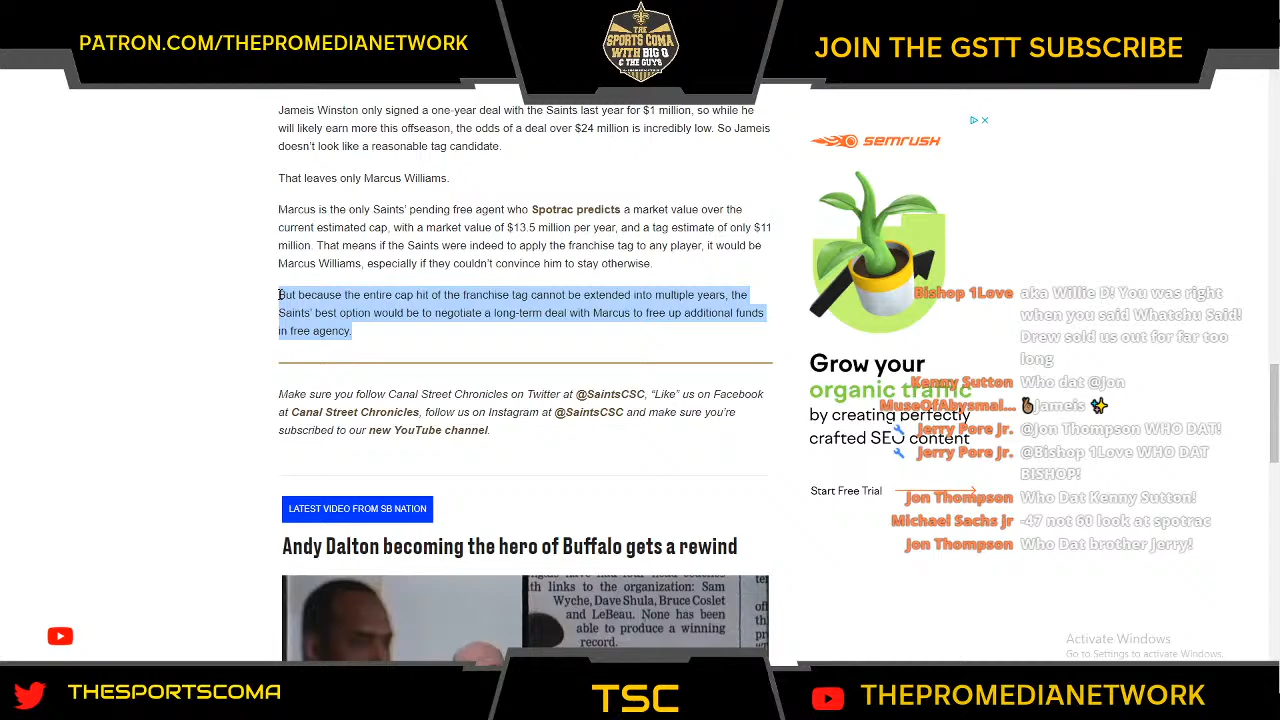 PATRON.COM/THEPROMEDIANETWORK
THE
SPORTS COMA
WITH BIG Q
& THE GUYS
JOIN THE GSTT SUBSCRIBE
Jameis Winston only signed a one-year deal with the Saints last year for $1 million, so while he
will likely earn more this offseason, the odds of a deal over $24 million is incredibly low. So Jameis
doesn't look like a reasonable tag candidate.
That leaves only Marcus Williams.
Marcus is the only Saints' pending free agent who Spotrac predicts a market value over the
current estimated cap, with a market value of $13.5 million per year, and a tag estimate of only $11
million. That means if the Saints were indeed to apply the franchise tag to any player, it would be
Marcus Williams, especially if they couldn't convince him to stay otherwise.
But because the entire cap hit of the franchise tag cannot be extended into multiple years, the
Saints' best option would be to negotiate a long-term deal with Marcus to free up additional funds
in free agency.
Make sure you follow Canal Street Chronicles on Twitter at @SaintsCSC, "Like" us on Facebook
at Canal Street Chronicles, follow us on Instagram at @SaintsCSC and make sure you're
subscribed to our new YouTube channel.
LATEST VIDEO FROM SB NATION
Andy Dalton becoming the hero of Buffalo gets a rewind
with links to the organization: Sam
Wyche, Dave Shula, Bruce Coslet
and LeBeau. None has been
able to produce a winning
record.
SEMRUSH
Grow your
organic traffic
by creating perfectly
crafted SEO content
Start Free Trial
Bishop 1Love aka Willie D! You was right
when you said Whatchu Said!
Drew sold us out for far too
long
Kenny Sutton Who dat @Jon
MuseOfAbysmal... Jameis
Jerry Pore Jr. @Jon Thompson WHO DAT!
Jerry Pore Jr. @Bishop 1Love WHO DAT
BISHOP!
Jon Thompson Who Dat Kenny Sutton!
Michael Sachs jr -47 not 60 look at spotrac
Jon Thompson Who Dat brother Jerry!
Activate Windows
Go to Settings to activate Windows.
THESPORTSCOMA
TSC
THEPROMEDIANETWORK